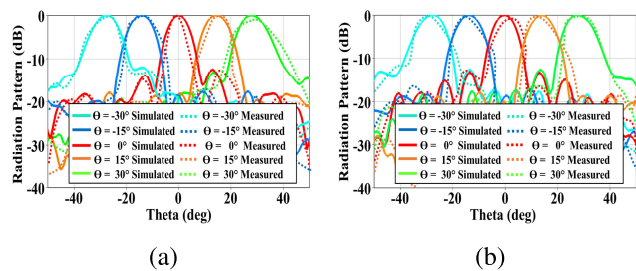 Radiation Pattern (dB)
0
-10
-20
-30
-40
Θ = -30° Simulated Θ = -30° Measured
Θ = -15° Simulated Θ = -15° Measured
Θ = 0° Simulated Θ = 0° Measured
Θ = 15° Simulated Θ = 15° Measured
Θ = 30° Simulated Θ = 30° Measured
-40 -20 0 20 40
Theta (deg)
(a)
Radiation Pattern (dB)
0
-10
-20
-30
-40
Θ = -30° Simulated Θ = -30° Measured
Θ = -15° Simulated Θ = -15° Measured
Θ = 0° Simulated Θ = 0° Measured
Θ = 15° Simulated Θ = 15° Measured
Θ = 30° Simulated Θ = 30° Measured
-40 -20 0 20 40
Theta (deg)
(b)